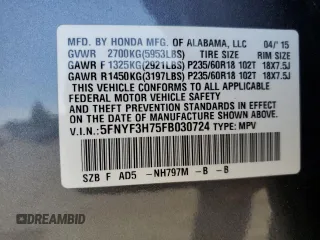 MFD. BY HONDA MFG. OF ALABAMA, LLC 04/15
GVWR 2700KG(5953LBS) TIRE SIZE RIM SIZE
GAWR F 1325KG(2921LBS) P235/60R18 102T 18X7.5J
GAWR R1450KG(3197LBS) P235/60R18 102T 18X7.5J
THIS VEHICLE CONFORMS TO ALL APPLICABLE
FEDERAL MOTOR VEHICLE SAFETY AND
THEFT PREVENTION STANDARDS IN EFFECT
ON THE DATE OF MANUFACTURE SHOWN ABOVE.
V.I.N.: 5FNYF3H75FB030724 TYPE: MPV
SZB F AD5 -NH797M -B -B
DREAMBID